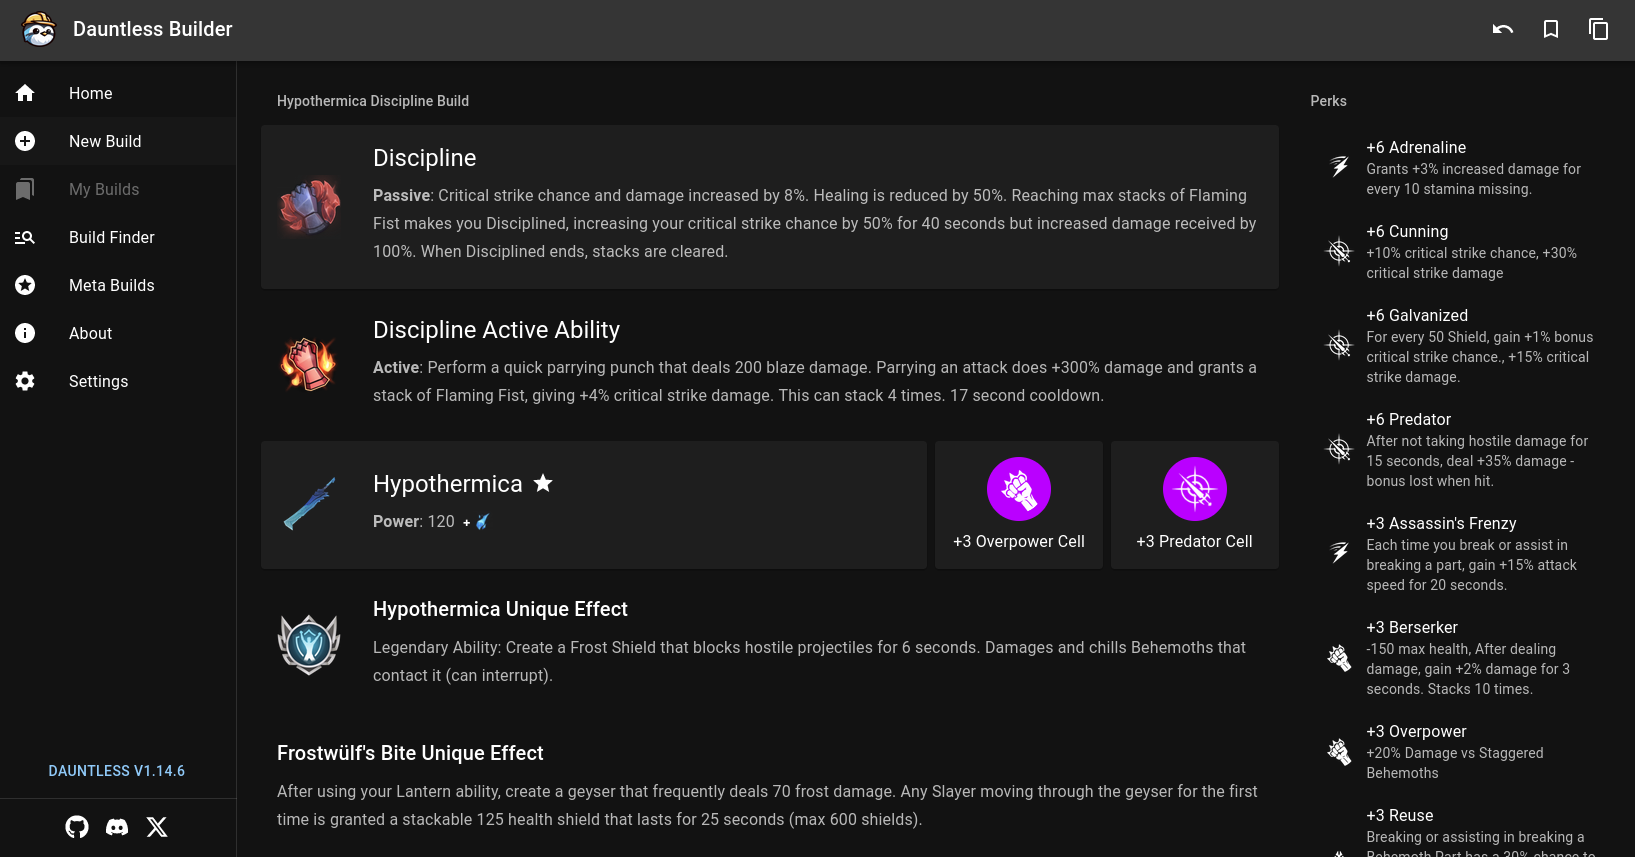 Dauntless Builder
Home
New Build
My Builds
Build Finder
Meta Builds
About
Settings
DAUNTLESS V1.14.6
Hypothermica Discipline Build
Discipline
Passive: Critical strike chance and damage increased by 8%. Healing is reduced by 50%. Reaching max stacks of Flaming
Fist makes you Disciplined, increasing your critical strike chance by 50% for 40 seconds but increased damage received by
100%. When Disciplined ends, stacks are cleared.
Discipline Active Ability
Active: Perform a quick parrying punch that deals 200 blaze damage. Parrying an attack does +300% damage and grants a
stack of Flaming Fist, giving +4% critical strike damage. This can stack 4 times. 17 second cooldown.
Hypothermica
Power: 120 +
+3 Overpower Cell
+3 Predator Cell
Hypothermica Unique Effect
Legendary Ability: Create a Frost Shield that blocks hostile projectiles for 6 seconds. Damages and chills Behemoths that
contact it (can interrupt).
Frostwülf's Bite Unique Effect
After using your Lantern ability, create a geyser that frequently deals 70 frost damage. Any Slayer moving through the geyser for the first
time is granted a stackable 125 health shield that lasts for 25 seconds (max 600 shields).
Perks
+6 Adrenaline
Grants +3% increased damage for
every 10 stamina missing.
+6 Cunning
+10% critical strike chance, +30%
critical strike damage
+6 Galvanized
For every 50 Shield, gain +1% bonus
critical strike chance., +15% critical
strike damage.
+6 Predator
After not taking hostile damage for
15 seconds, deal +35% damage -
bonus lost when hit.
+3 Assassin's Frenzy
Each time you break or assist in
breaking a part, gain +15% attack
speed for 20 seconds.
+3 Berserker
-150 max health, After dealing
damage, gain +2% damage for 3
seconds. Stacks 10 times.
+3 Overpower
+20% Damage vs Staggered
Behemoths
+3 Reuse
Breaking or assisting in breaking a
Behemoth Part has a 30% chance to